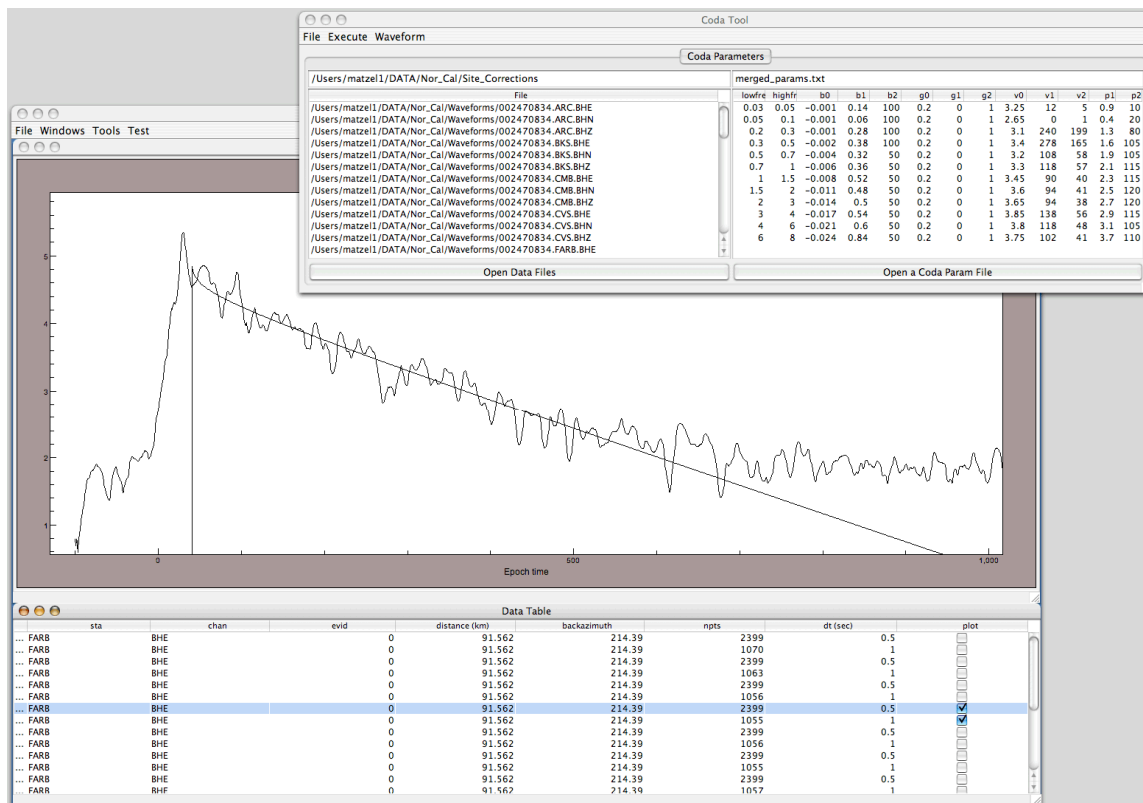 Coda Tool
File Execute Waveform
Coda Parameters
/Users/matzel1/DATA/Nor_Cal/Site_Corrections
merged_params.txt
File
/Users/matzel1/DATA/Nor_Cal/Waveforms/002470834.ARC.BHE
/Users/matzel1/DATA/Nor_Cal/Waveforms/002470834.ARC.BHN
/Users/matzel1/DATA/Nor_Cal/Waveforms/002470834.ARC.BHZ
/Users/matzel1/DATA/Nor_Cal/Waveforms/002470834.BKS.BHE
/Users/matzel1/DATA/Nor_Cal/Waveforms/002470834.BKS.BHN
/Users/matzel1/DATA/Nor_Cal/Waveforms/002470834.BKS.BHZ
/Users/matzel1/DATA/Nor_Cal/Waveforms/002470834.CMB.BHE
/Users/matzel1/DATA/Nor_Cal/Waveforms/002470834.CMB.BHN
/Users/matzel1/DATA/Nor_Cal/Waveforms/002470834.CMB.BHZ
/Users/matzel1/DATA/Nor_Cal/Waveforms/002470834.CVS.BHE
/Users/matzel1/DATA/Nor_Cal/Waveforms/002470834.CVS.BHN
/Users/matzel1/DATA/Nor_Cal/Waveforms/002470834.CVS.BHZ
/Users/matzel1/DATA/Nor_Cal/Waveforms/002470834.FARB.BHE
lowfre highfr b0 b1 b2 g0 g1 g2 v0 v1 v2 p1 p2
0.03 0.05 -0.001 0.14 100 0.2 0 1 3.25 12 5 0.9 10
0.05 0.1 -0.001 0.06 100 0.2 0 1 2.65 0 1 0.4 20
0.2 0.3 -0.001 0.28 100 0.2 0 1 3.1 240 199 1.3 80
0.3 0.5 -0.002 0.38 100 0.2 0 1 3.4 278 165 1.6 105
0.5 0.7 -0.004 0.32 50 0.2 0 1 3.2 108 58 1.9 105
0.7 1 -0.006 0.36 50 0.2 0 1 3.3 118 57 2.1 115
1 1.5 -0.008 0.52 50 0.2 0 1 3.45 90 40 2.3 115
1.5 2 -0.011 0.48 50 0.2 0 1 3.6 94 41 2.5 120
2 3 -0.014 0.5 50 0.2 0 1 3.65 94 38 2.7 120
3 4 -0.017 0.54 50 0.2 0 1 3.85 138 56 2.9 115
4 6 -0.021 0.6 50 0.2 0 1 3.8 118 48 3.1 105
6 8 -0.024 0.84 50 0.2 0 1 3.75 102 41 3.7 110
Open Data Files
Open a Coda Param File
File Windows Tools Test
5
4
3
2
1
0 500 1,000
Epoch time
Data Table
sta chan evid distance (km) backazimuth npts dt (sec) plot
... FARB BHE 0 91.562 214.39 2399 0.5
... FARB BHE 0 91.562 214.39 1070 1
... FARB BHE 0 91.562 214.39 2399 0.5
... FARB BHE 0 91.562 214.39 1063 1
... FARB BHE 0 91.562 214.39 2399 0.5
... FARB BHE 0 91.562 214.39 1056 1
... FARB BHE 0 91.562 214.39 2399 0.5
... FARB BHE 0 91.562 214.39 1055 1
... FARB BHE 0 91.562 214.39 2399 0.5
... FARB BHE 0 91.562 214.39 1056 1
... FARB BHE 0 91.562 214.39 2399 0.5
... FARB BHE 0 91.562 214.39 1055 1
... FARB BHE 0 91.562 214.39 2399 0.5
... FARB BHE 0 91.562 214.39 1057 1